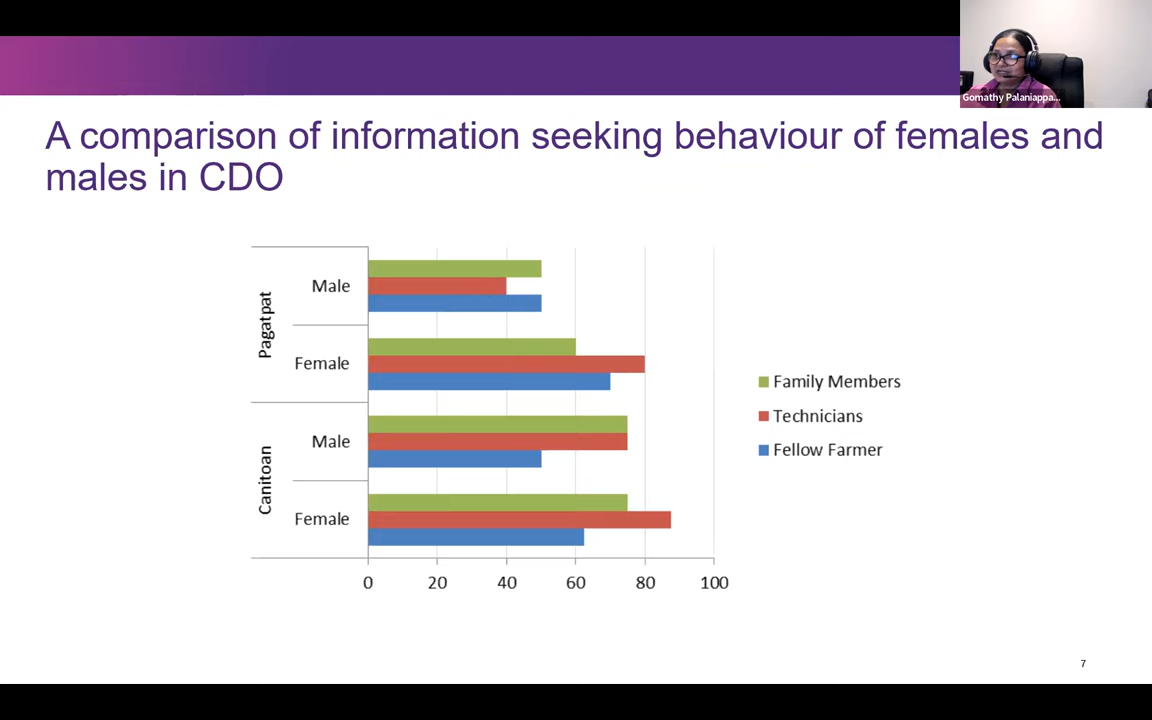 Gomathy Palaniappa...
A comparison of information seeking behaviour of females and
males in CDO
Pagatpat
Male
Female
Canitoan
Male
Female
Family Members
Technicians
Fellow Farmer
0 20 40 60 80 100
7